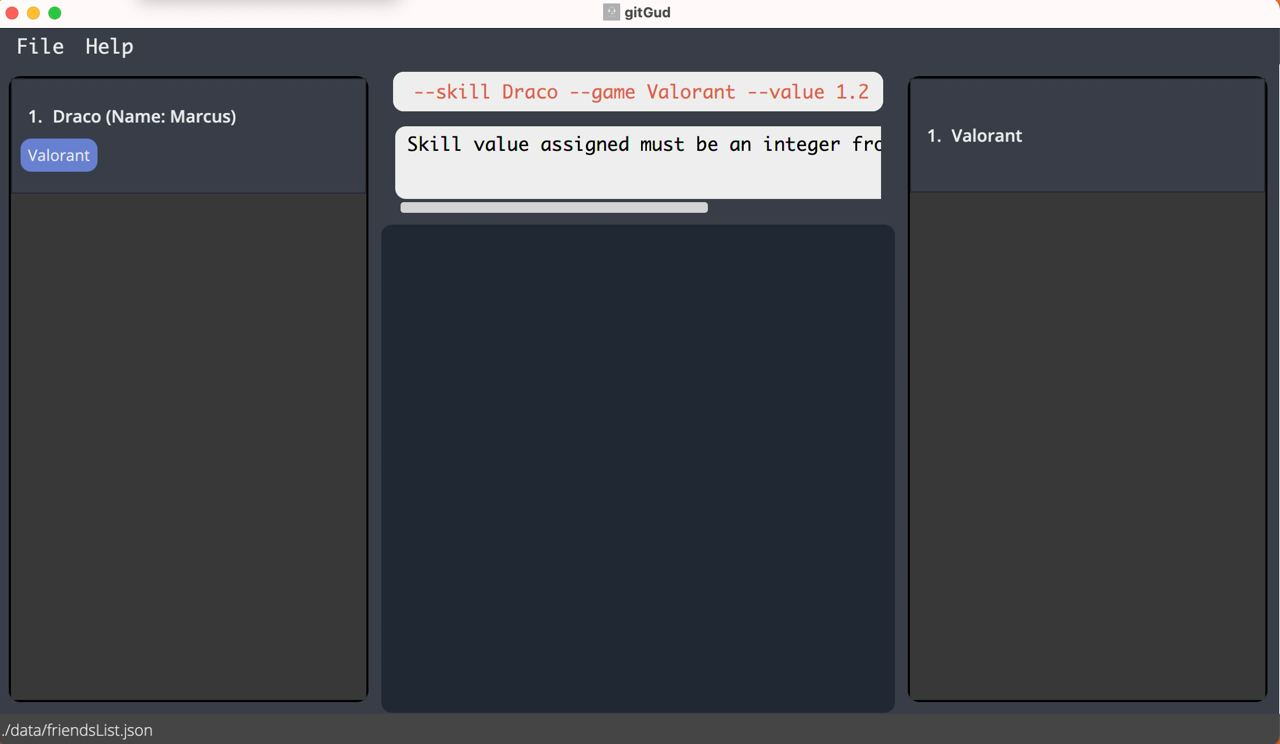 gitGud
File Help
1. Draco (Name: Marcus)
Valorant
--skill Draco --game Valorant --value 1.2
Skill value assigned must be an integer fro
1. Valorant
./data/friendsList.json